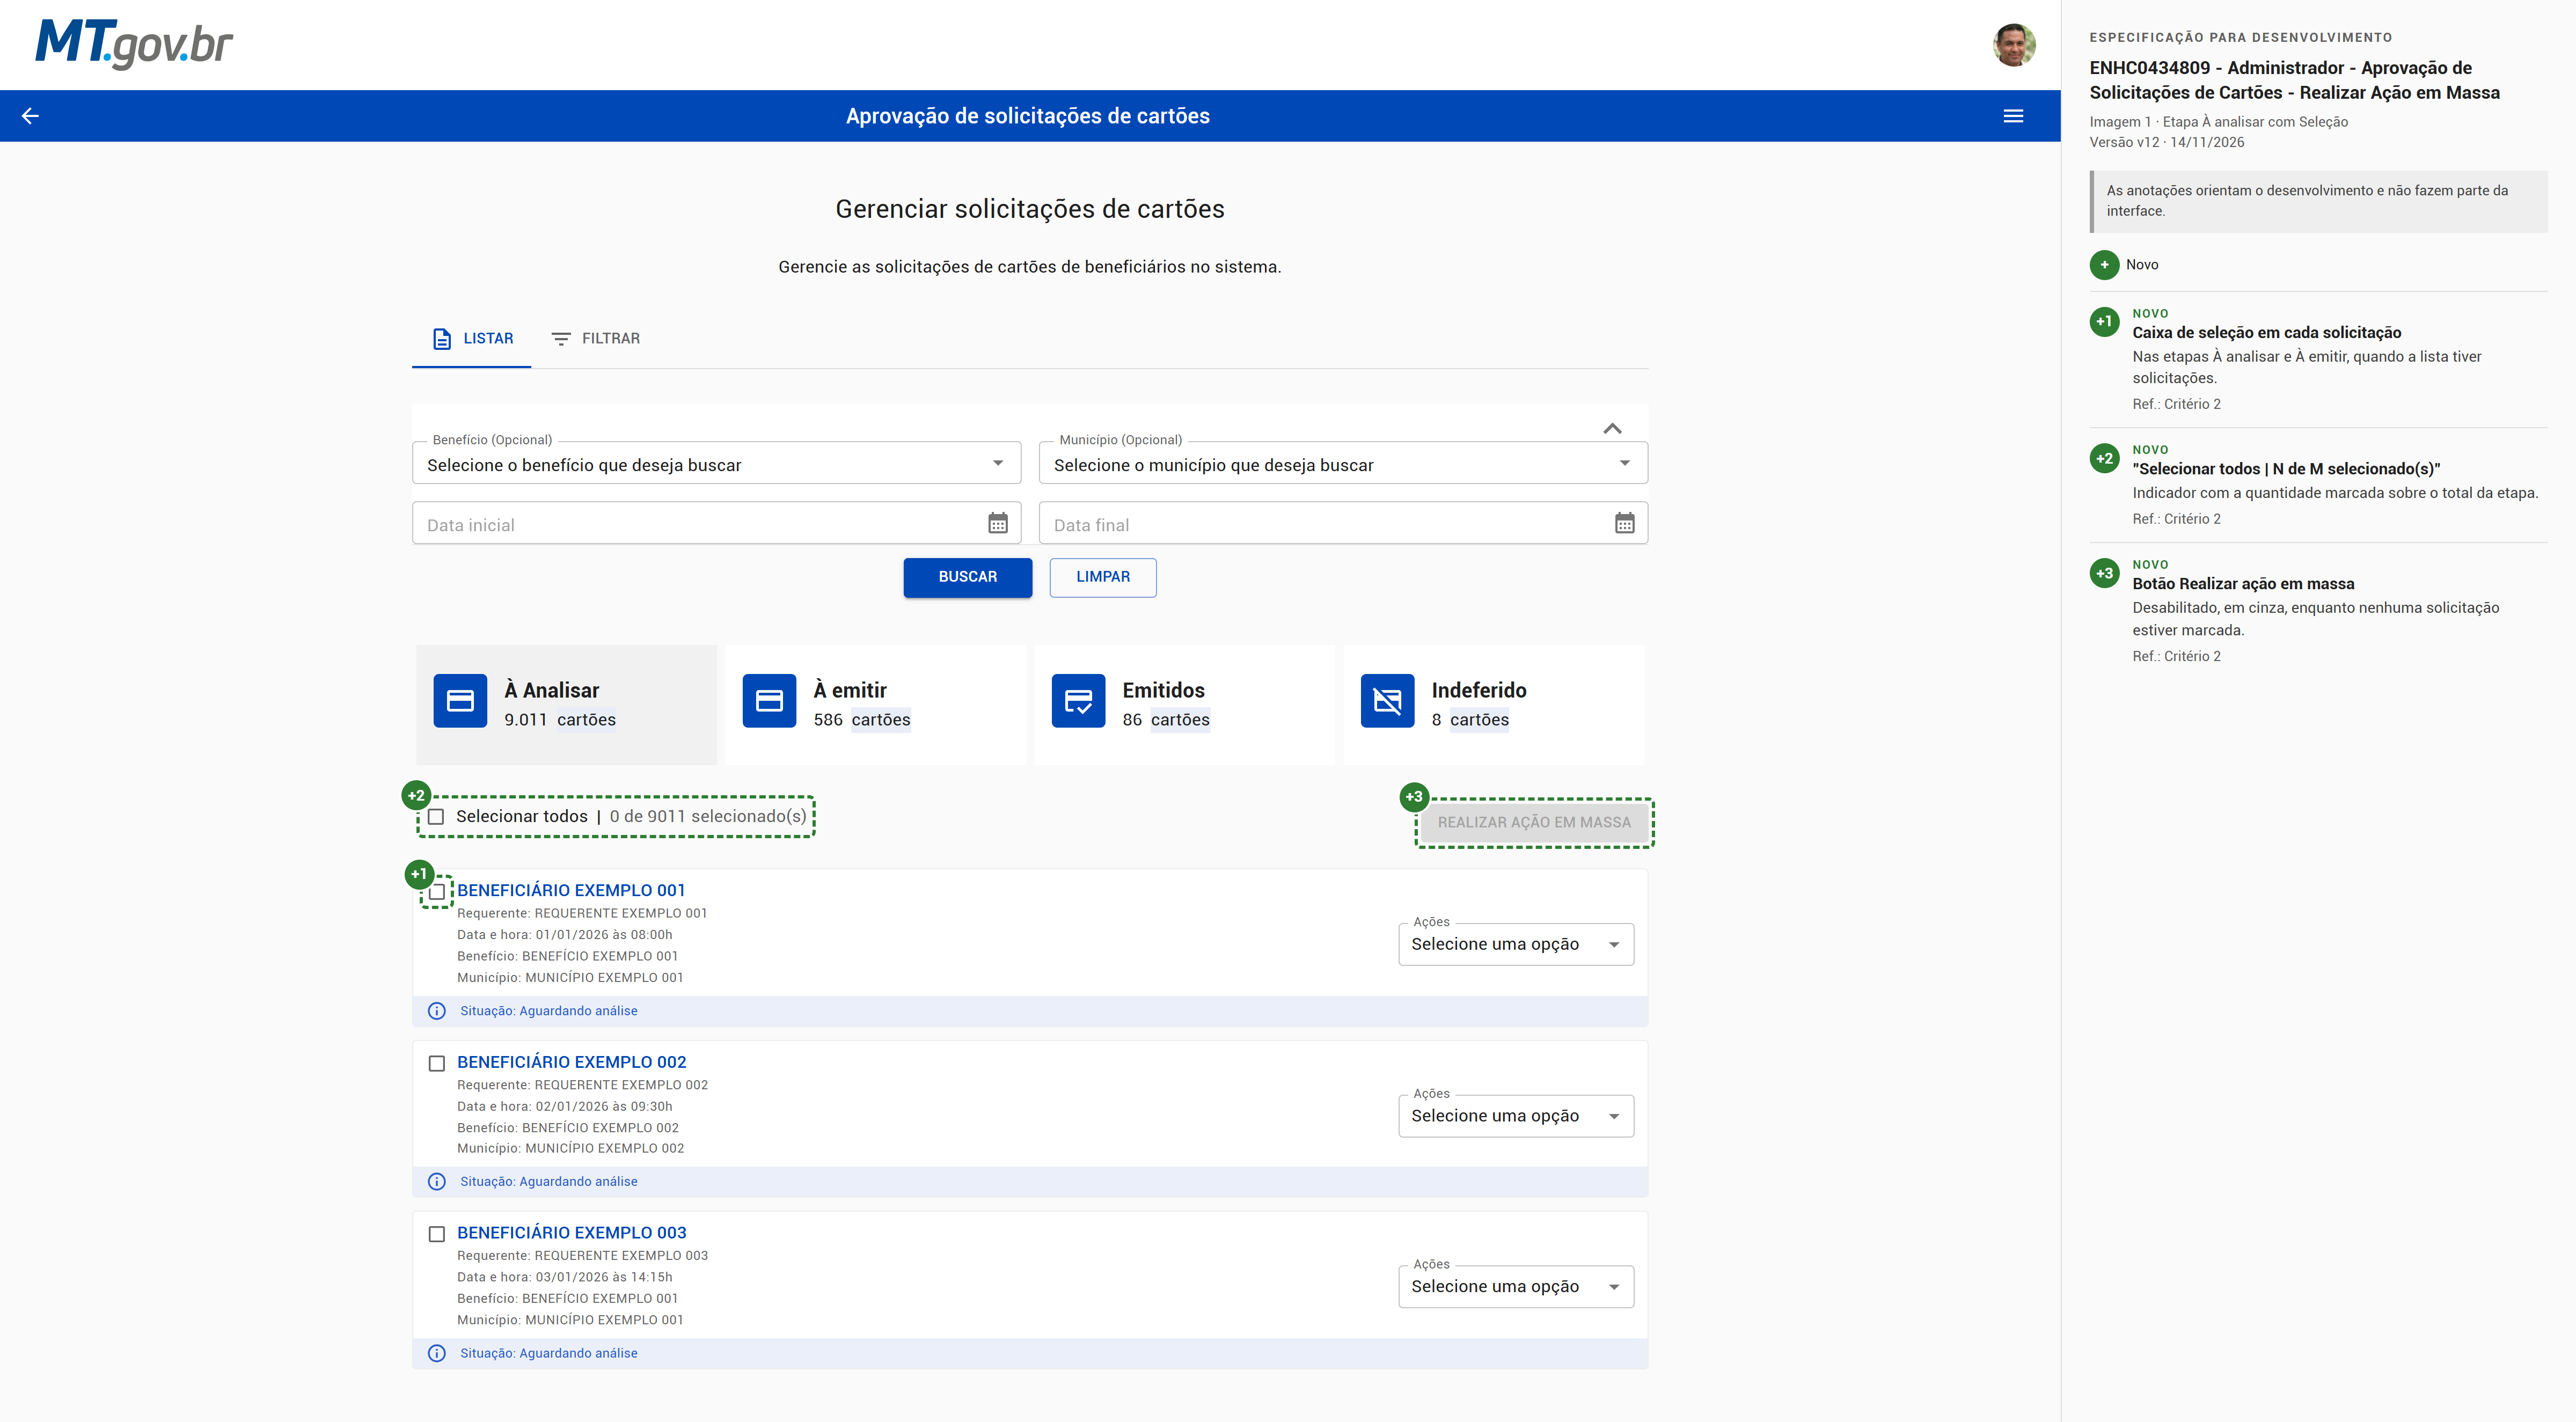 MT.gov.br
Aprovação de solicitações de cartões
Gerenciar solicitações de cartões
Gerencie as solicitações de cartões de beneficiários no sistema.
LISTAR
FILTRAR
Benefício (Opcional)
Selecione o benefício que deseja buscar
Município (Opcional)
Selecione o município que deseja buscar
Data inicial
Data final
BUSCAR
LIMPAR
À Analisar
9.011 cartões
À emitir
586 cartões
Emitidos
86 cartões
Indeferido
8 cartões
+2
Selecionar todos | 0 de 9011 selecionado(s)
+3
REALIZAR AÇÃO EM MASSA
+1
BENEFICIÁRIO EXEMPLO 001
Requerente: REQUERENTE EXEMPLO 001
Data e hora: 01/01/2026 às 08:00h
Benefício: BENEFÍCIO EXEMPLO 001
Município: MUNICÍPIO EXEMPLO 001
Ações
Selecione uma opção
Situação: Aguardando análise
BENEFICIÁRIO EXEMPLO 002
Requerente: REQUERENTE EXEMPLO 002
Data e hora: 02/01/2026 às 09:30h
Benefício: BENEFÍCIO EXEMPLO 002
Município: MUNICÍPIO EXEMPLO 002
Ações
Selecione uma opção
Situação: Aguardando análise
BENEFICIÁRIO EXEMPLO 003
Requerente: REQUERENTE EXEMPLO 003
Data e hora: 03/01/2026 às 14:15h
Benefício: BENEFÍCIO EXEMPLO 001
Município: MUNICÍPIO EXEMPLO 001
Ações
Selecione uma opção
Situação: Aguardando análise
ESPECIFICAÇÃO PARA DESENVOLVIMENTO
ENHC0434809 - Administrador - Aprovação de
Solicitações de Cartões - Realizar Ação em Massa
Imagem 1 · Etapa À analisar com Seleção
Versão v12 · 14/11/2026
As anotações orientam o desenvolvimento e não fazem parte da
interface.
+ Novo
+1
NOVO
Caixa de seleção em cada solicitação
Nas etapas À analisar e À emitir, quando a lista tiver
solicitações.
Ref.: Critério 2
+2
NOVO
"Selecionar todos | N de M selecionado(s)"
Indicador com a quantidade marcada sobre o total da etapa.
Ref.: Critério 2
+3
NOVO
Botão Realizar ação em massa
Desabilitado, em cinza, enquanto nenhuma solicitação
estiver marcada.
Ref.: Critério 2